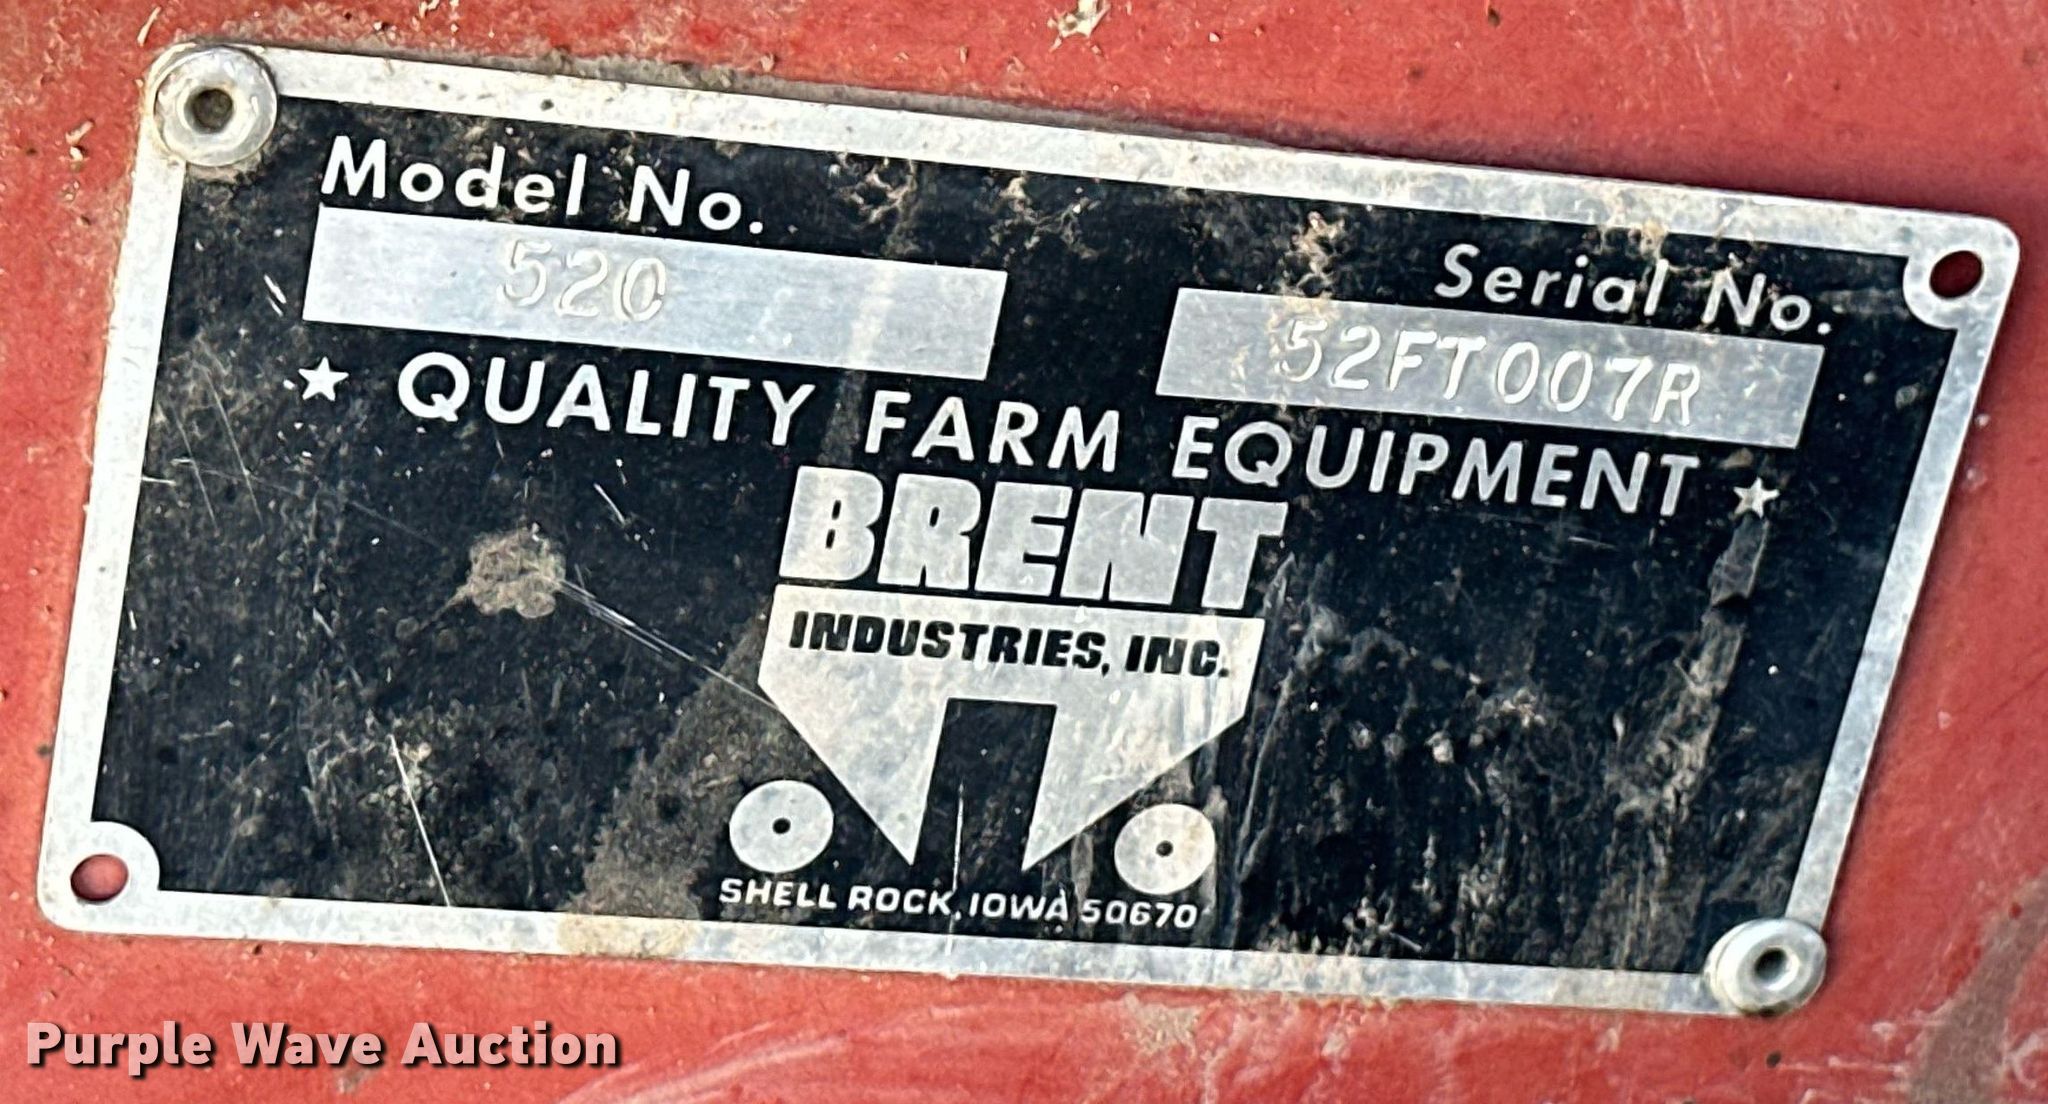 Model No.
520
Serial No.
52FT007R
★ QUALITY FARM EQUIPMENT ★
BRENT
INDUSTRIES, INC.
SHELL ROCK, IOWA 50670
Purple Wave Auction